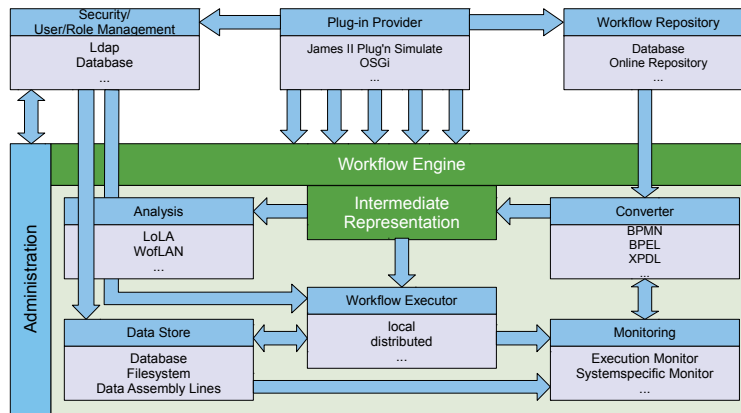 Security/
User/Role Management
Ldap
Database
...
Plug-in Provider
James II Plug'n Simulate
OSGi
...
Workflow Repository
Database
Online Repository
...
Administration
Workflow Engine
Intermediate
Representation
Analysis
LoLA
WofLAN
...
Converter
BPMN
BPEL
XPDL
...
Workflow Executor
local
distributed
...
Data Store
Database
Filesystem
Data Assembly Lines
Monitoring
Execution Monitor
Systemspecific Monitor
...